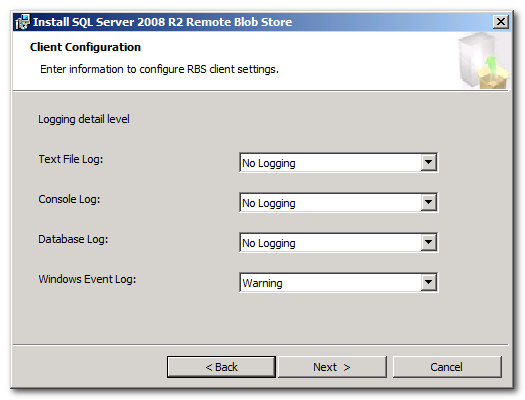 Install SQL Server 2008 R2 Remote Blob Store
Client Configuration
Enter information to configure RBS client settings.
Logging detail level
Text File Log: No Logging
Console Log: No Logging
Database Log: No Logging
Windows Event Log: Warning
< Back Next > Cancel